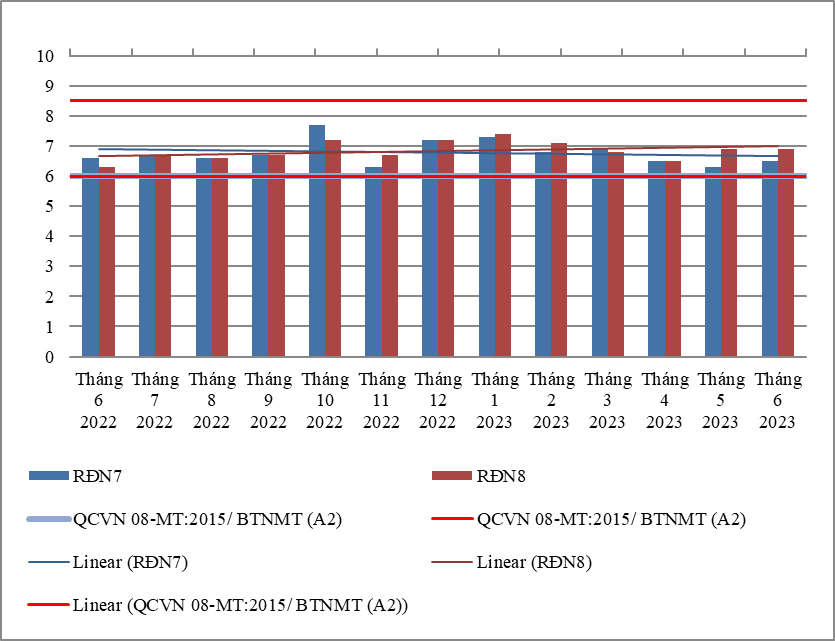 10
9
8
7
6
5
4
3
2
1
0
Tháng 6 2022
Tháng 7 2022
Tháng 8 2022
Tháng 9 2022
Tháng 10 2022
Tháng 11 2022
Tháng 12 2022
Tháng 1 2023
Tháng 2 2023
Tháng 3 2023
Tháng 4 2023
Tháng 5 2023
Tháng 6 2023
RĐN7
RĐN8
QCVN 08-MT:2015/ BTNMT (A2)
QCVN 08-MT:2015/ BTNMT (A2)
Linear (RĐN7)
Linear (RĐN8)
Linear (QCVN 08-MT:2015/ BTNMT (A2))